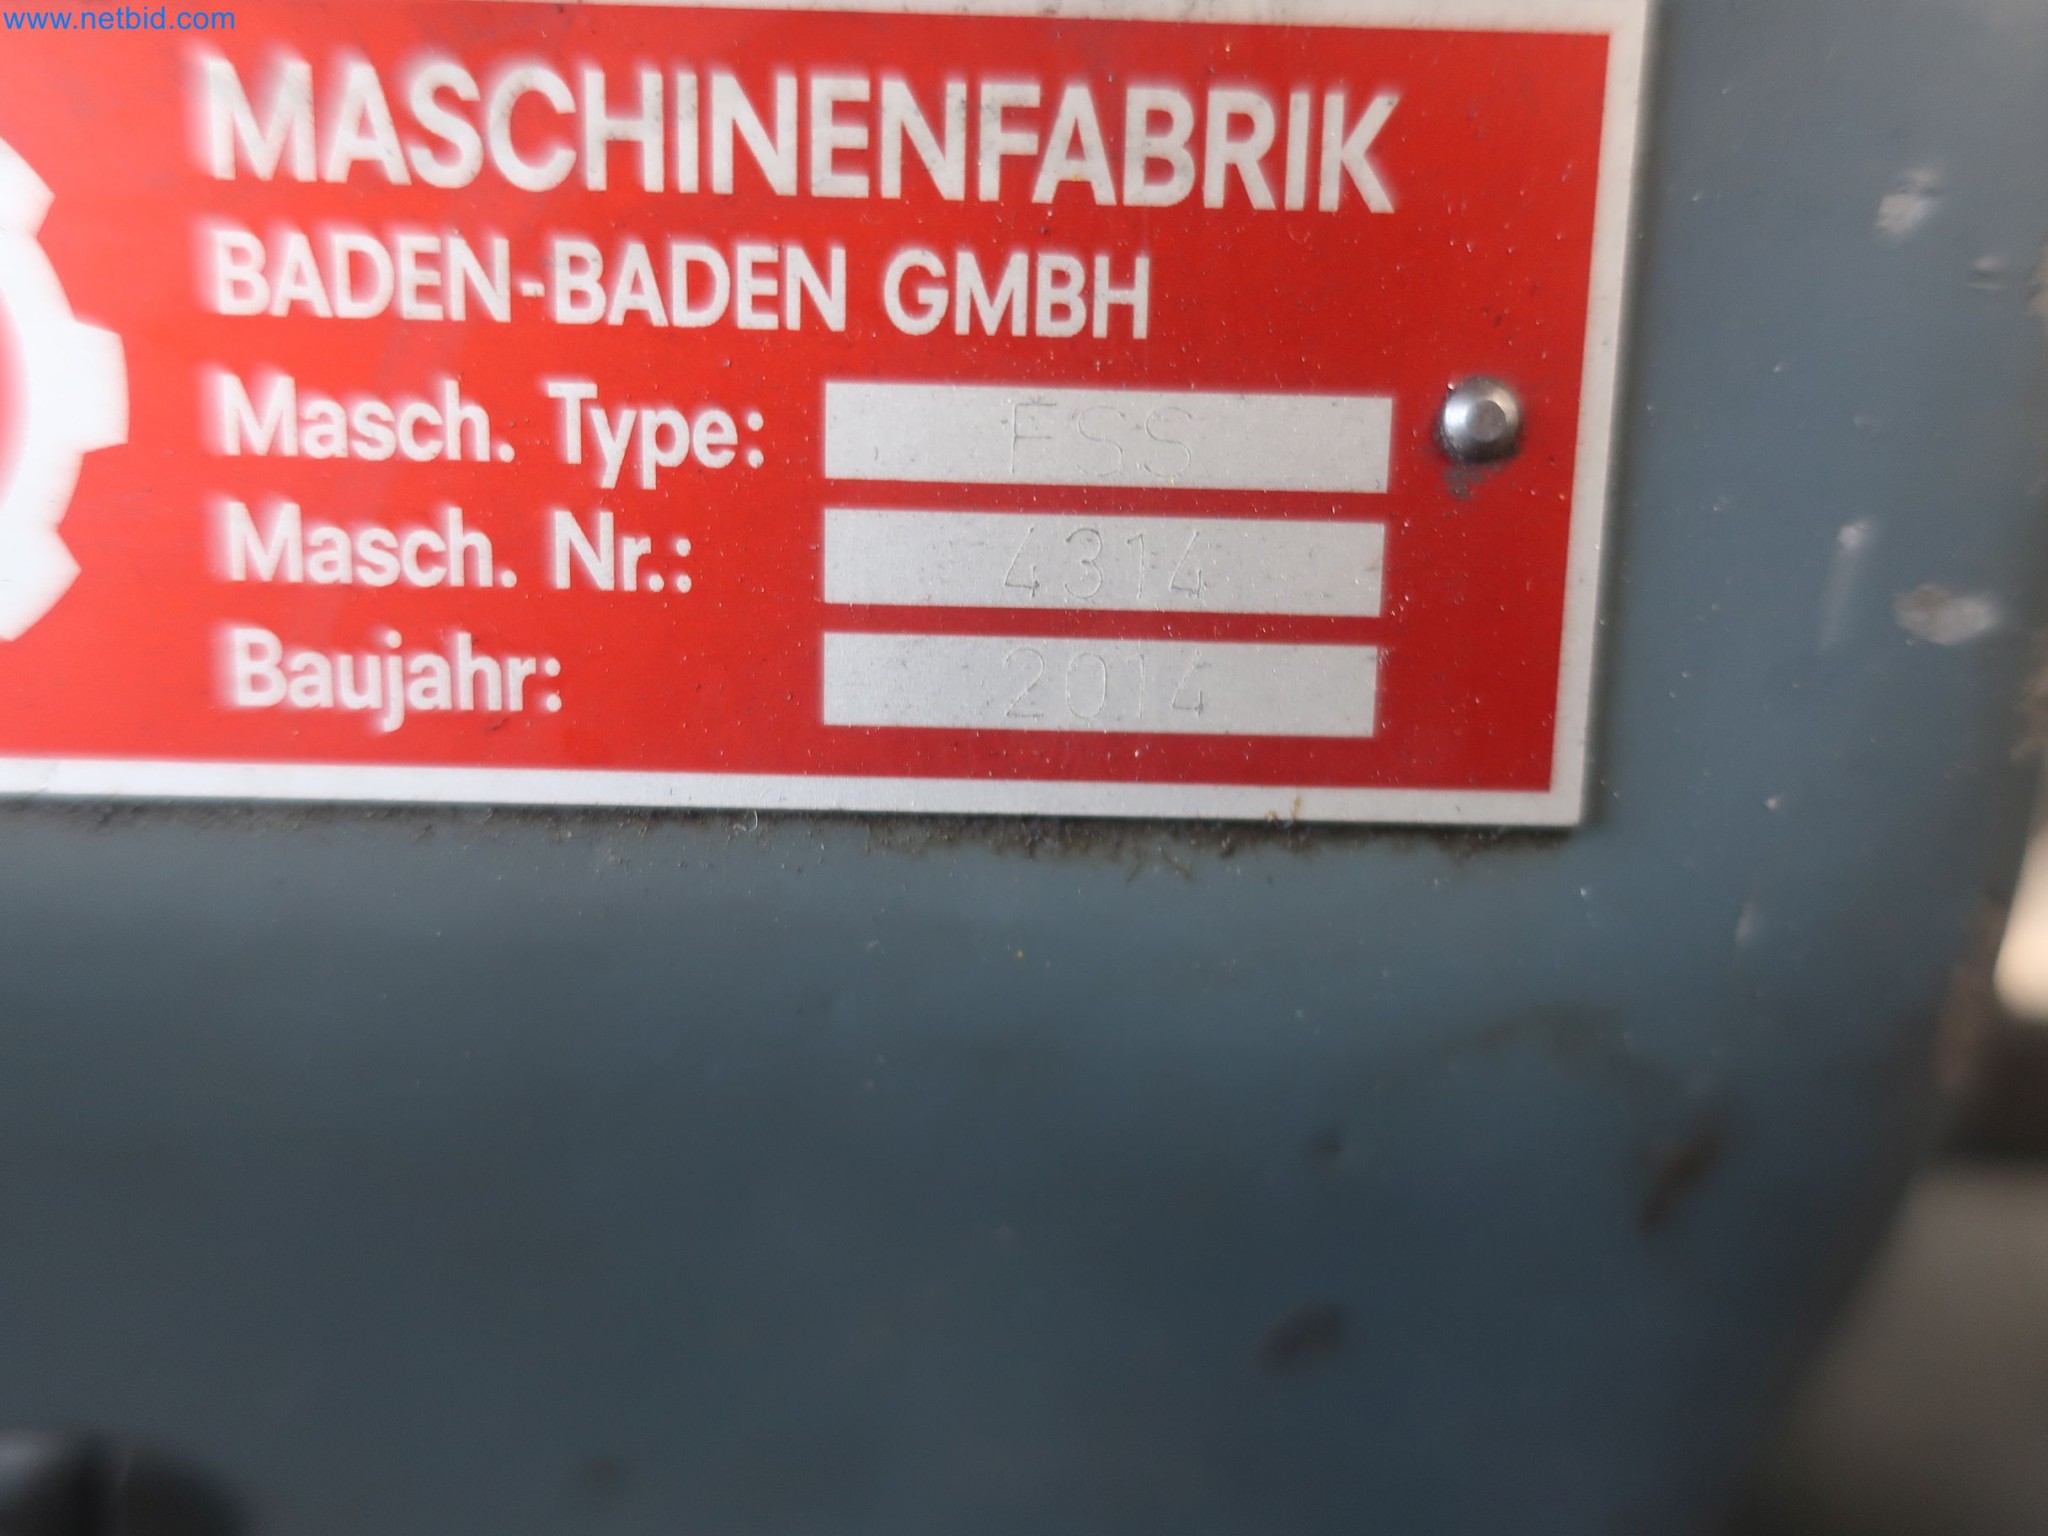 www.netbid.com
MASCHINENFABRIK
BADEN-BADEN GMBH
Masch. Type: FSS
Masch. Nr.: 4314
Baujahr: 2014